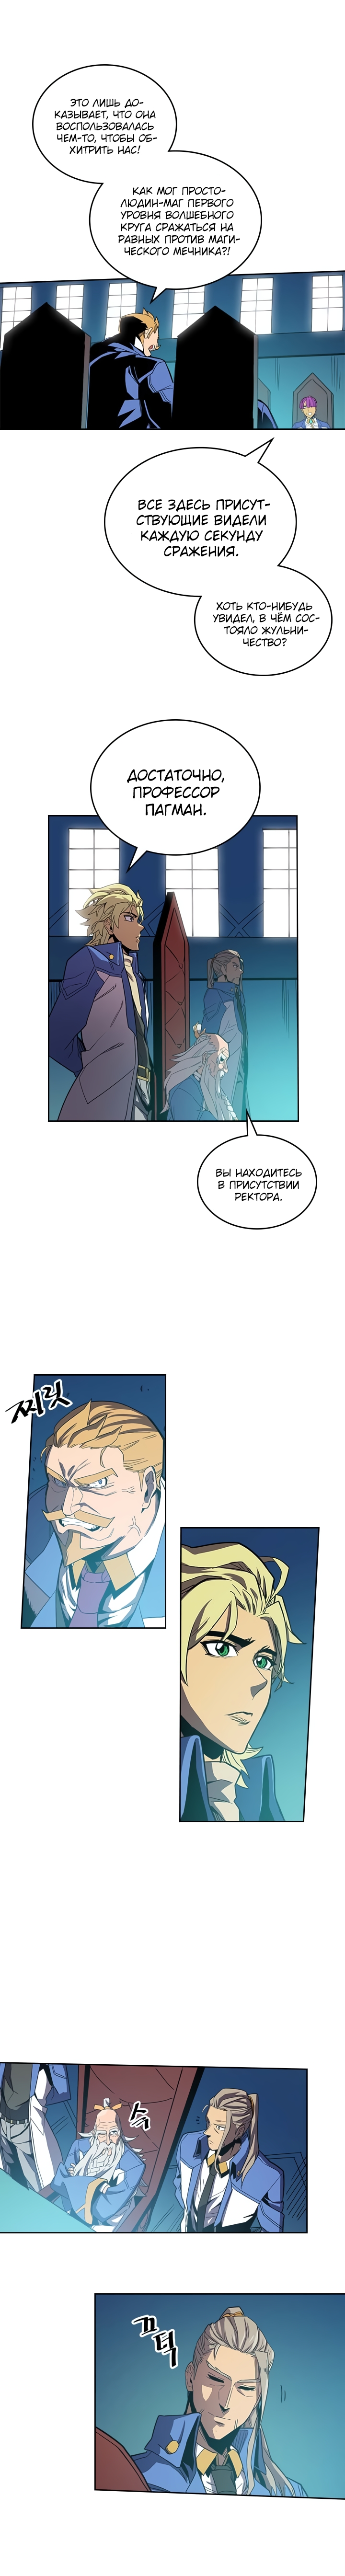 ЭТО ЛИШЬ ДО-
КАЗЫВАЕТ, ЧТО ОНА
ВОСПОЛЬЗОВАЛАСЬ
ЧЕМ-ТО, ЧТОБЫ ОБ-
ХИТРИТЬ НАС!
КАК МОГ ПРОСТО-
ЛЮДИН-МАГ ПЕРВОГО
УРОВНЯ ВОЛШЕБНОГО
КРУГА СРАЖАТЬСЯ НА
РАВНЫХ ПРОТИВ МАГИ-
ЧЕСКОГО МЕЧНИКА?!
ВСЕ ЗДЕСЬ ПРИСУТ-
СТВУЮЩИЕ ВИДЕЛИ
КАЖДУЮ СЕКУНДУ
СРАЖЕНИЯ.
ХОТЬ КТО-НИБУДЬ
УВИДЕЛ, В ЧЁМ СОС-
ТОЯЛО ЖУЛЬНИ-
ЧЕСТВО?
ДОСТАТОЧНО,
ПРОФЕССОР
ПАГМАН.
ВЫ НАХОДИТЕСЬ
В ПРИСУТСТВИИ
РЕКТОРА.
찌릿
스윽
끄덕